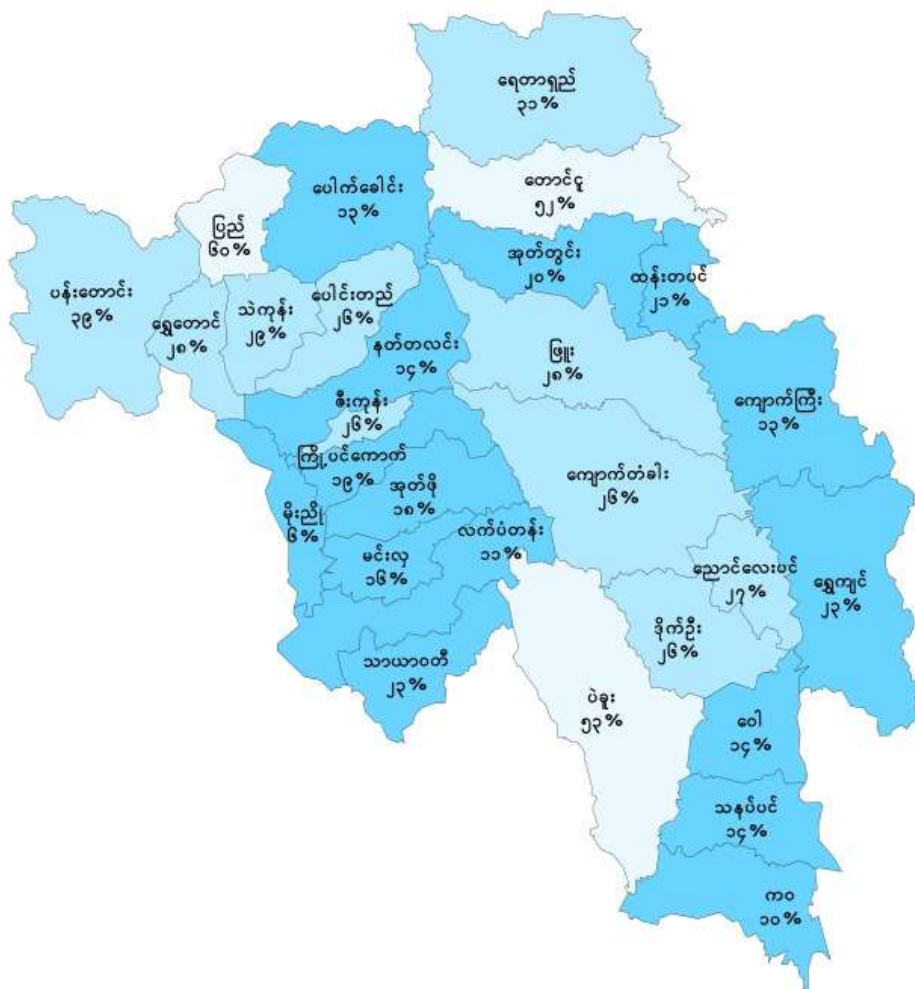 ရေတာရှည်
၃၁%
တောင်ငူ
၅၂%
ပေါက်ခေါင်း
၁၃%
ပြည်
၆၀%
အုတ်တွင်း
၂၀%
ထန်းတပင်
၂၁%
ပန်းတောင်း
၃၉%
ရွှေတောင်
၂၈%
သဲကုန်း
၂၉%
ပေါင်းတည်
၂၆%
နတ်တလင်း
၁၄%
ဖြူး
၂၈%
ကျောက်ကြီး
၁၃%
ဇီးကုန်း
၂၆%
ကြို့ပင်ကောက်
၁၉%
အုတ်ဖို
၁၈%
ကျောက်တံခါး
၂၆%
မိုးညို
၆%
မင်းလှ
၁၆%
လက်ပံတန်း
၁၁%
ညောင်လေးပင်
၂၇%
ရွှေကျင်
၂၃%
ဒိုက်ဦး
၂၆%
သာယာဝတီ
၂၃%
ပဲခူး
၅၃%
ဝေါ
၁၄%
သနပ်ပင်
၁၄%
ကဝ
၁၀%